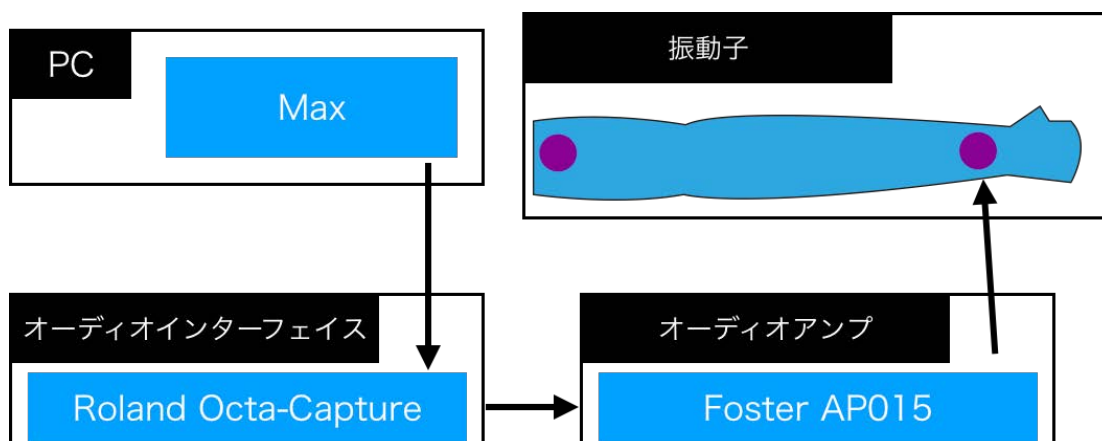 PC
Max
振動子
オーディオインターフェイス
Roland Octa-Capture
オーディオアンプ
Foster AP015